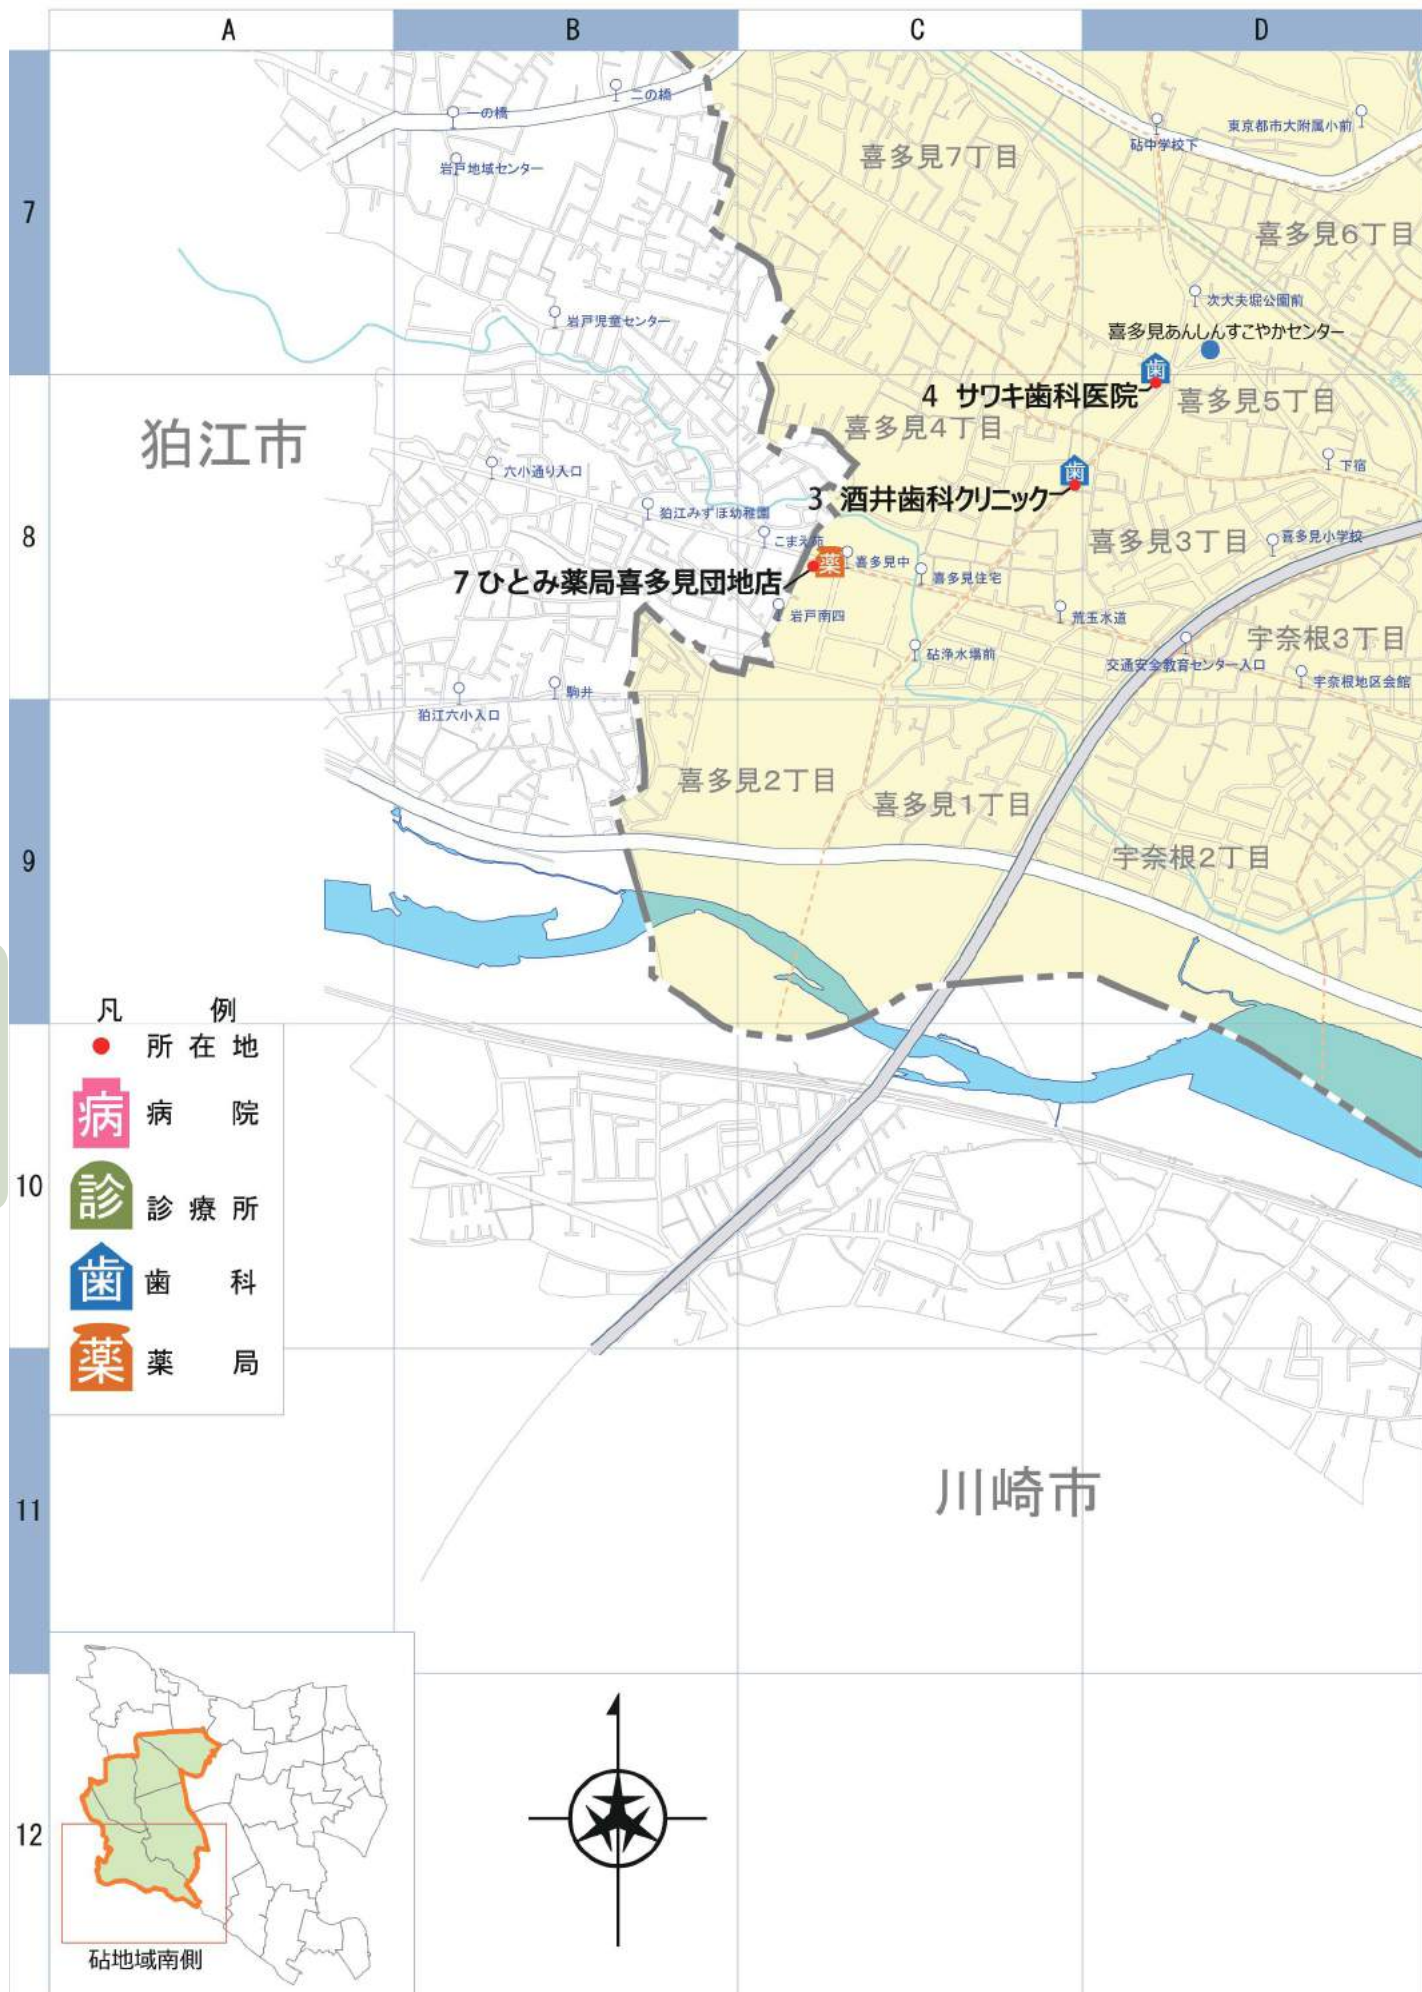 A
B
C
D
7
8
9
10
11
12
一の橋
二の橋
岩戸地域センター
喜多見7丁目
砧中学校下
東京都市大附属小前
喜多見6丁目
岩戸児童センター
次大夫堀公園前
喜多見あんしんすこやかセンター
歯
4 サワキ歯科医院
喜多見5丁目
狛江市
喜多見4丁目
六小通り入口
歯
下宿
3 酒井歯科クリニック
狛江みずほ幼稚園
こまえ苑
喜多見3丁目
喜多見小学校
薬
喜多見中
喜多見住宅
7 ひとみ薬局喜多見団地店
岩戸南四
荒玉水道
宇奈根3丁目
砧浄水場前
交通安全教育センター入口
宇奈根地区会館
駒井
狛江六小入口
喜多見2丁目
喜多見1丁目
宇奈根2丁目
凡 例
所在地
病 病 院
診 診療所
歯 歯 科
薬 薬 局
川崎市
砧地域南側